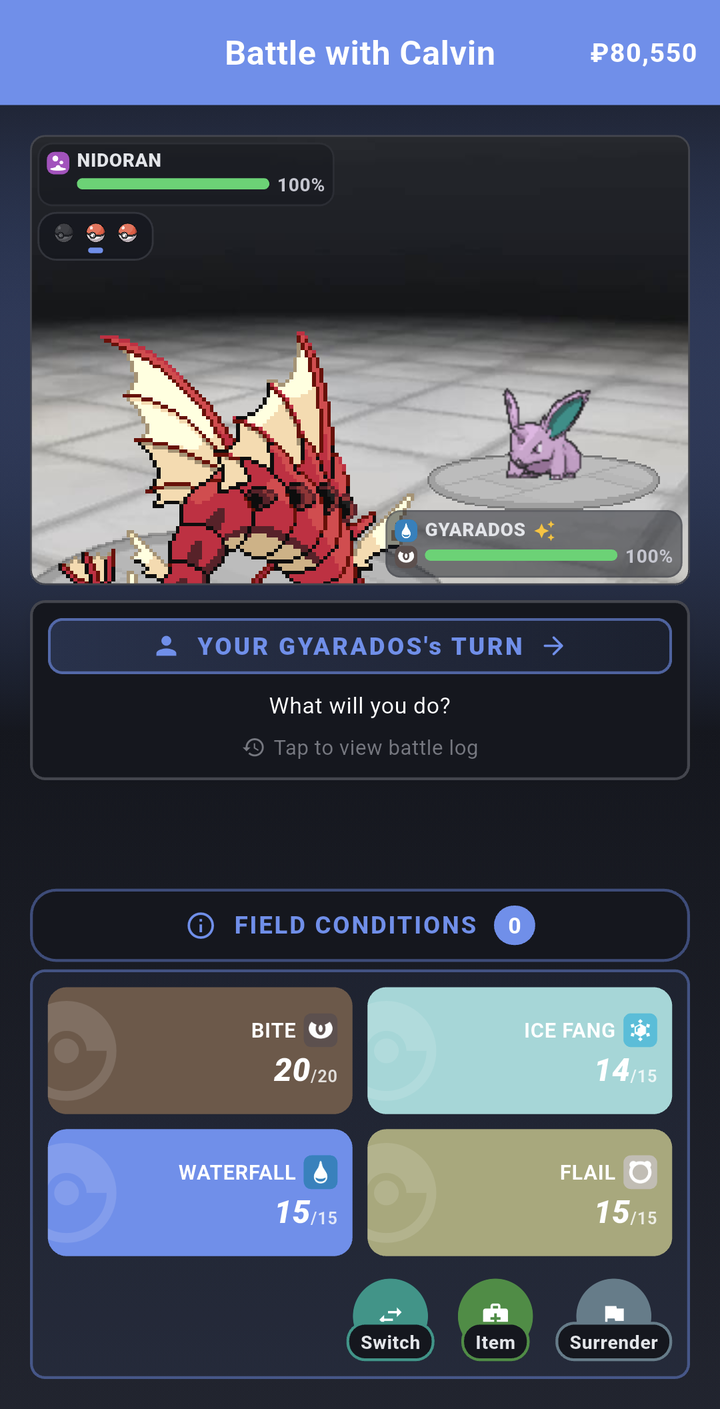 Battle with Calvin
₽80,550
NIDORAN
100%
GYARADOS
100%
YOUR GYARADOS's TURN
What will you do?
Tap to view battle log
FIELD CONDITIONS 0
BITE
20/20
ICE FANG
14/15
WATERFALL
15/15
FLAIL
15/15
Switch
Item
Surrender